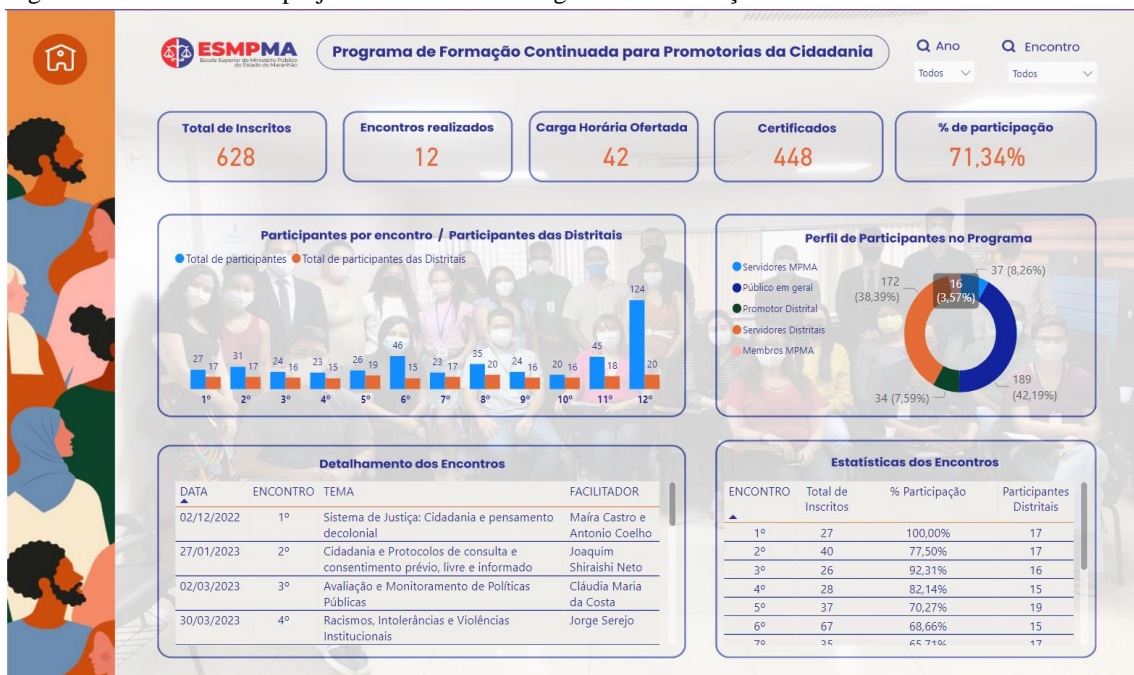 ESMPMA
Escola Superior do Ministério Público
do Estado do Maranhão
Programa de Formação Continuada para Promotorias da Cidadania
Ano
Todos
Encontro
Todos
Total de Inscritos
628
Encontros realizados
12
Carga Horária Ofertada
42
Certificados
448
% de participação
71,34%
Participantes por encontro / Participantes das Distritais
Total de participantes Total de participantes das Distritais
27 17 31 17 24 16 23 15 26 19 46 15 23 17 35 20 24 16 20 16 45 18 124 20
1º 2º 3º 4º 5º 6º 7º 8º 9º 10º 11º 12º
Perfil de Participantes no Programa
Servidores MPMA
Público em geral
Promotor Distrital
Servidores Distritais
Membros MPMA
37 (8,26%)
16
(3,57%)
172
(38,39%)
189
(42,19%)
34 (7,59%)
Detalhamento dos Encontros
DATA ENCONTRO TEMA FACILITADOR
02/12/2022 1º Sistema de Justiça: Cidadania e pensamento Maíra Castro e
decolonial Antonio Coelho
27/01/2023 2º Cidadania e Protocolos de consulta e Joaquim
consentimento prévio, livre e informado Shiraishi Neto
02/03/2023 3º Avaliação e Monitoramento de Políticas Cláudia Maria
Públicas da Costa
30/03/2023 4º Racismos, Intolerâncias e Violências Jorge Serejo
Institucionais
Estatísticas dos Encontros
ENCONTRO Total de % Participação Participantes
Inscritos Distritais
1º 27 100,00% 17
2º 40 77,50% 17
3º 26 92,31% 16
4º 28 82,14% 15
5º 37 70,27% 19
6º 67 68,66% 15
7º 35 65,71% 17